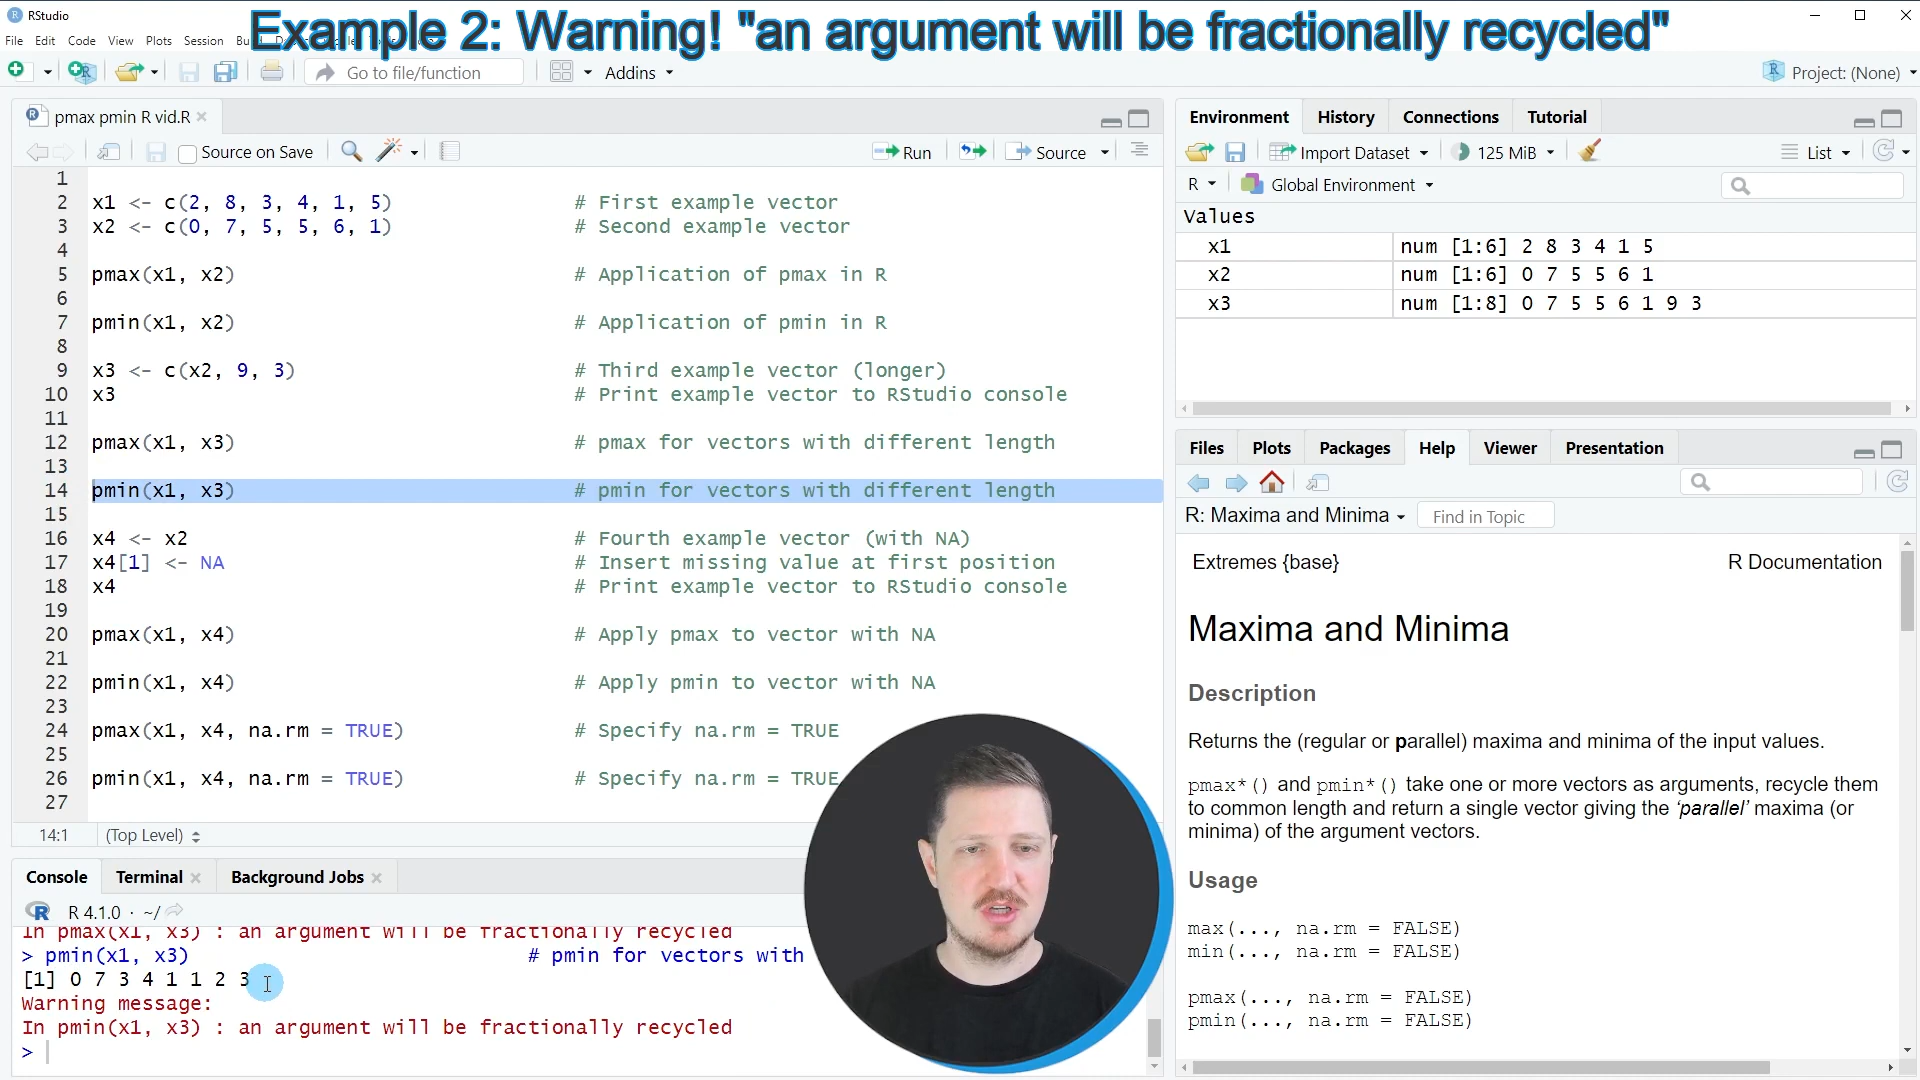 RStudio
Example 2: Warning! "an argument will be fractionally recycled"
File Edit Code View Plots Session
Go to file/function
Addins
Project: (None)
pmax pmin R vid.R
Source on Save
Run
Source
1
2 x1 <- c(2, 8, 3, 4, 1, 5) # First example vector
3 x2 <- c(0, 7, 5, 5, 6, 1) # Second example vector
4
5 pmax(x1, x2) # Application of pmax in R
6
7 pmin(x1, x2) # Application of pmin in R
8
9 x3 <- c(x2, 9, 3) # Third example vector (longer)
10 x3 # Print example vector to RStudio console
11
12 pmax(x1, x3) # pmax for vectors with different length
13
14 pmin(x1, x3) # pmin for vectors with different length
15
16 x4 <- x2 # Fourth example vector (with NA)
17 x4[1] <- NA # Insert missing value at first position
18 x4 # Print example vector to RStudio console
19
20 pmax(x1, x4) # Apply pmax to vector with NA
21
22 pmin(x1, x4) # Apply pmin to vector with NA
23
24 pmax(x1, x4, na.rm = TRUE) # Specify na.rm = TRUE
25
26 pmin(x1, x4, na.rm = TRUE) # Specify na.rm = TRUE
27
14:1 (Top Level)
Console Terminal Background Jobs
R 4.1.0 · ~/
In pmax(x1, x3) : an argument will be fractionally recycled
> pmin(x1, x3) # pmin for vectors with
[1] 0 7 3 4 1 1 2 3
Warning message:
In pmin(x1, x3) : an argument will be fractionally recycled
>
Environment History Connections Tutorial
Import Dataset 125 MiB List
R Global Environment
Values
x1 num [1:6] 2 8 3 4 1 5
x2 num [1:6] 0 7 5 5 6 1
x3 num [1:8] 0 7 5 5 6 1 9 3
Files Plots Packages Help Viewer Presentation
R: Maxima and Minima Find in Topic
Extremes {base} R Documentation
Maxima and Minima
Description
Returns the (regular or parallel) maxima and minima of the input values.
pmax*() and pmin*() take one or more vectors as arguments, recycle them
to common length and return a single vector giving the ‘parallel’ maxima (or
minima) of the argument vectors.
Usage
max(..., na.rm = FALSE)
min(..., na.rm = FALSE)
pmax(..., na.rm = FALSE)
pmin(..., na.rm = FALSE)